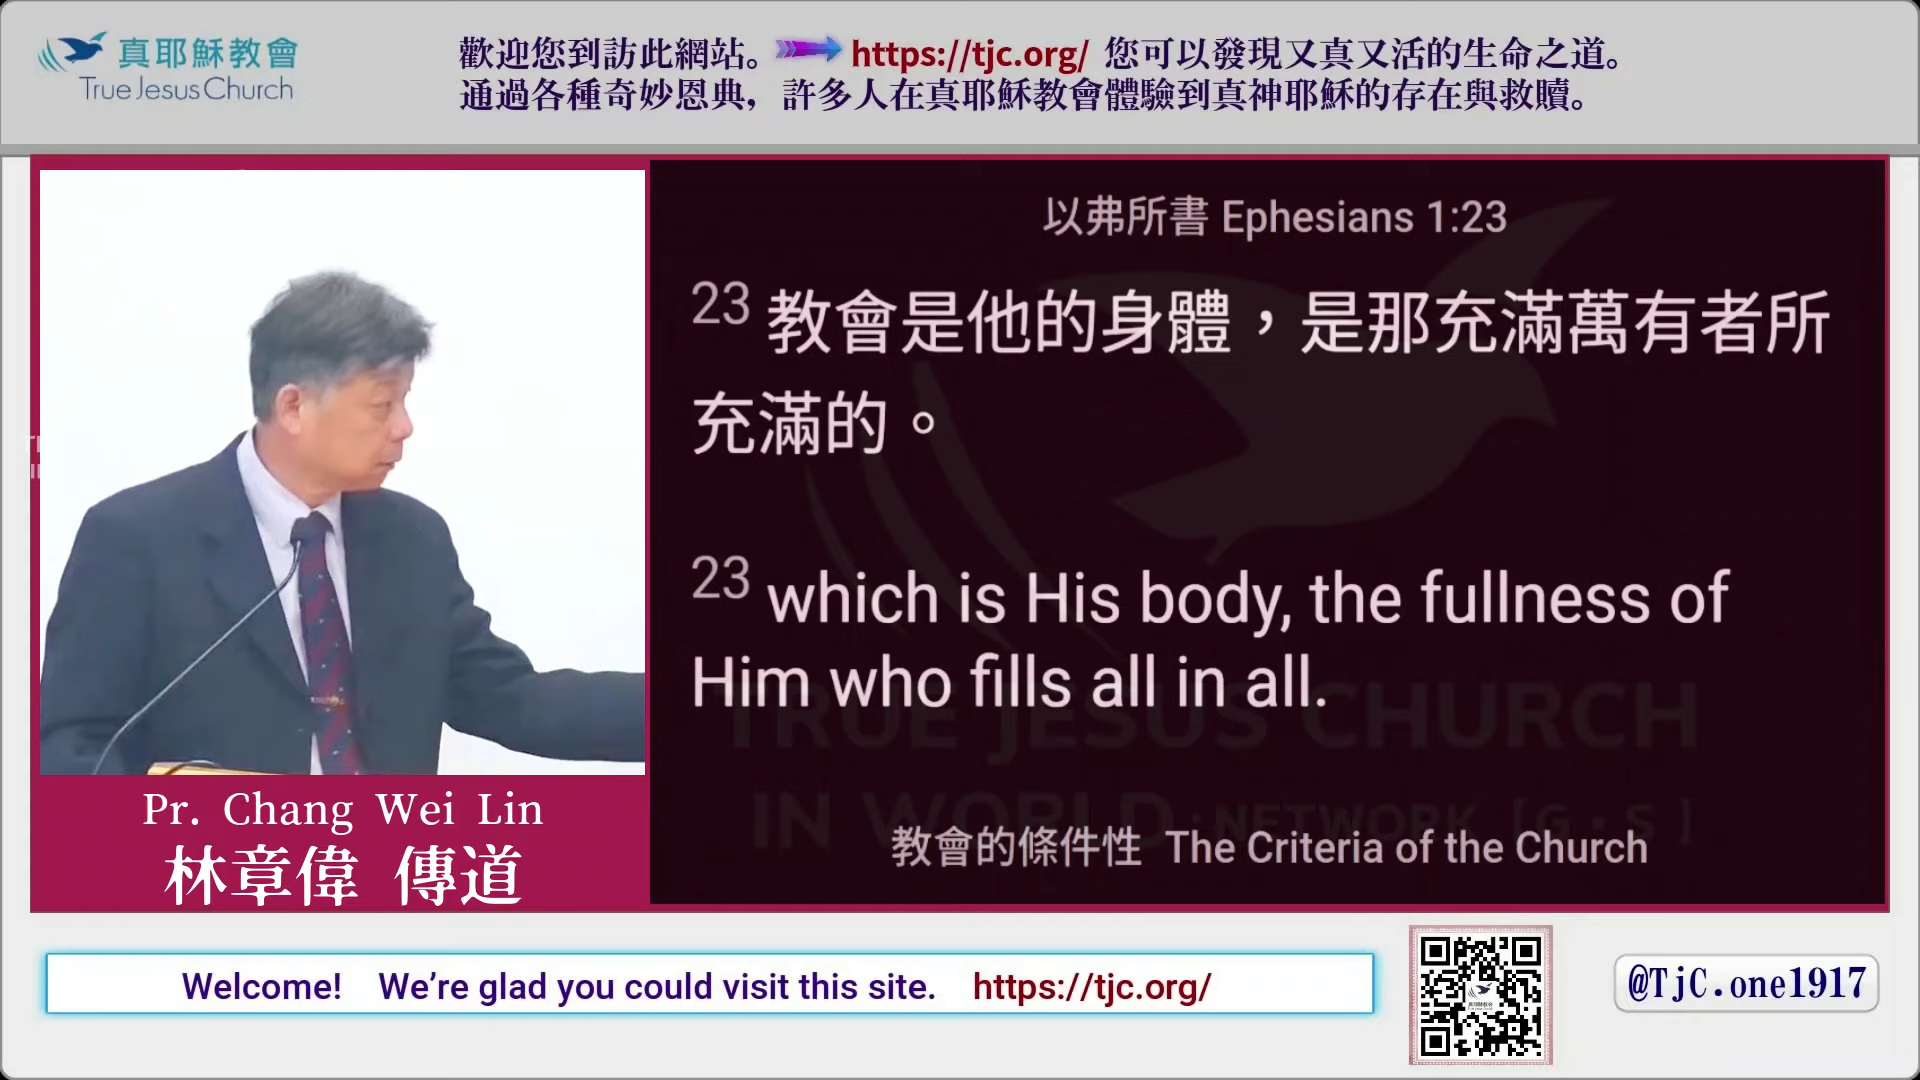 真耶穌教會
True Jesus Church
歡迎您到訪此網站。 https://tjc.org/ 您可以發現又真又活的生命之道。
通過各種奇妙恩典，許多人在真耶穌教會體驗到真神耶穌的存在與救贖。
以弗所書 Ephesians 1:23
23 教會是他的身體，是那充滿萬有者所
充滿的。
23 which is His body, the fullness of
Him who fills all in all.
TRUE JESUS CHURCH
IN WORLD · NETWORK [G·S]
教會的條件性 The Criteria of the Church
Pr. Chang Wei Lin
林章偉 傳道
Welcome! We’re glad you could visit this site. https://tjc.org/
@TjC.one1917